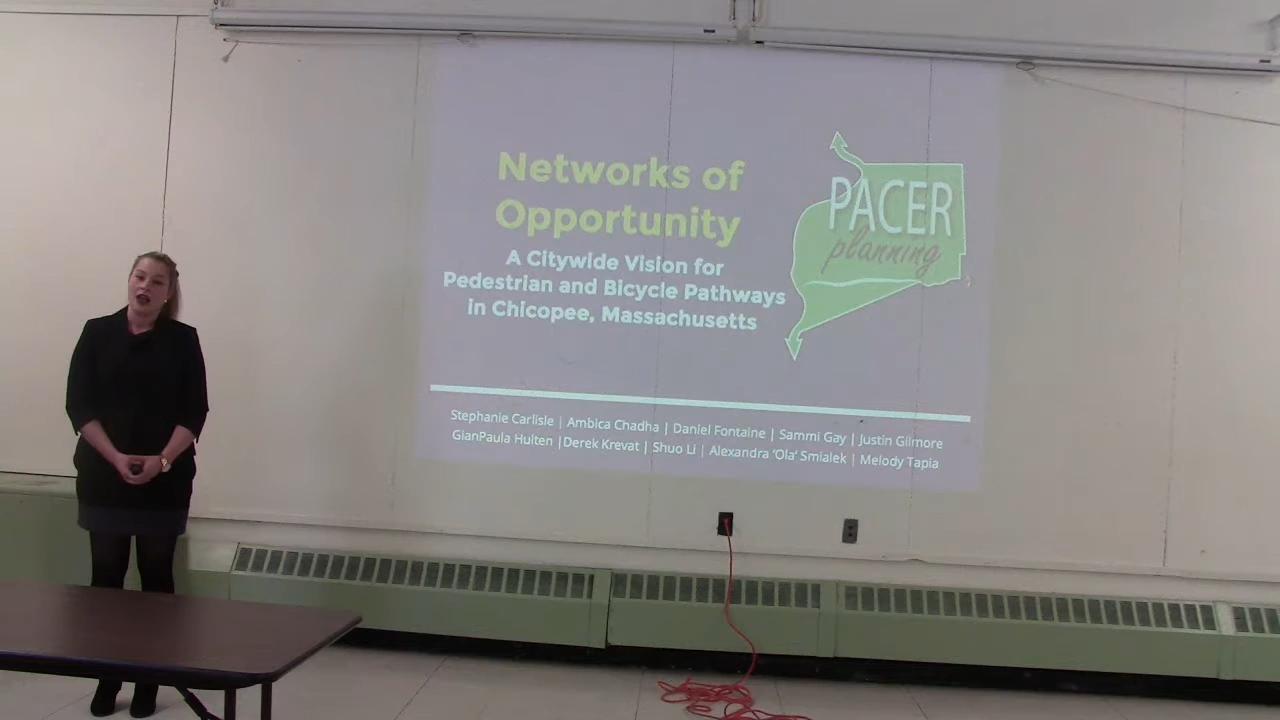 Networks of
Opportunity
A Citywide Vision for
Pedestrian and Bicycle Pathways
in Chicopee, Massachusetts
PACER
planning
Stephanie Carlisle | Ambica Chadha | Daniel Fontaine | Sammi Gay | Justin Gilmore
GianPaula Hulten |Derek Krevat | Shuo Li | Alexandra ‘Ola’ Smialek | Melody Tapia